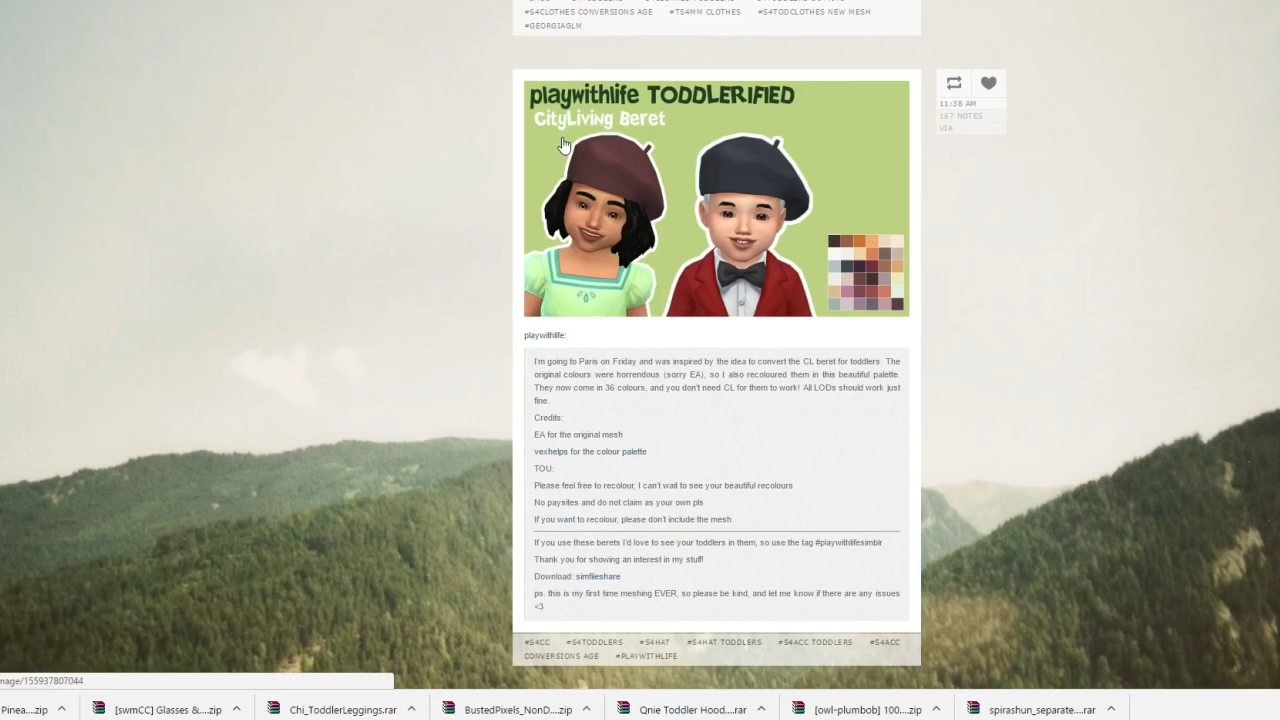 #S4CLOTHES CONVERSIONS AGE #TS4MM CLOTHES #S4TODCLOTHES NEW MESH
#GEORGIAGLM
playwithlife TODDLERIFIED
CityLiving Beret
11:38 AM
167 NOTES
VIA
playwithlife:
I'm going to Paris on Friday and was inspired by the idea to convert the CL beret for toddlers. The
original colours were horrendous (sorry EA), so I also recoloured them in this beautiful palette.
They now come in 36 colours, and you don't need CL for them to work! All LODs should work just
fine.
Credits:
EA for the original mesh
vexhelps for the colour palette
TOU:
Please feel free to recolour, I can't wait to see your beautiful recolours
No paysites and do not claim as your own pls
If you want to recolour, please don't include the mesh
If you use these berets I'd love to see your toddlers in them, so use the tag #playwithlifesimblr
Thank you for showing an interest in my stuff!
Download: simfileshare
ps. this is my first time meshing EVER, so please be kind, and let me know if there are any issues
<3
#S4CC #S4TODDLERS #S4HAT #S4HAT TODDLERS #S4ACC TODDLERS #S4ACC
CONVERSIONS AGE #PLAYWITHLIFE
mage/155937807044
Pinea....zip [swmCC] Glasses &....zip Chi_ToddlerLeggings.rar BustedPixels_NonD....zip Qnie Toddler Hood....rar [owl-plumbob] 100....zip spirashun_separate....rar